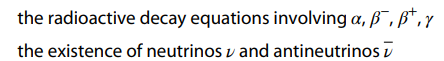 the radioactive decay equations involving α, β⁻, β⁺, γ
the existence of neutrinos ν and antineutrinos ν̅